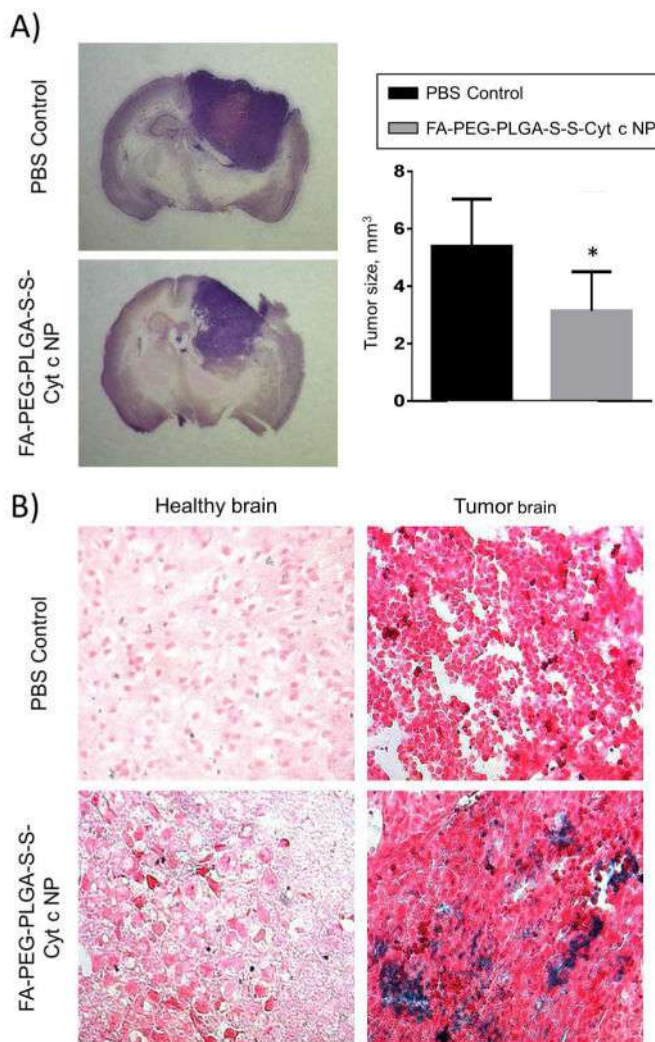 A)
PBS Control
FA-PEG-PLGA-S-S-
Cyt c NP
PBS Control
FA-PEG-PLGA-S-S-Cyt c NP
Tumor size, mm³
8
6
4
2
0
*
B)
Healthy brain
Tumor brain
PBS Control
FA-PEG-PLGA-S-S-
Cyt c NP